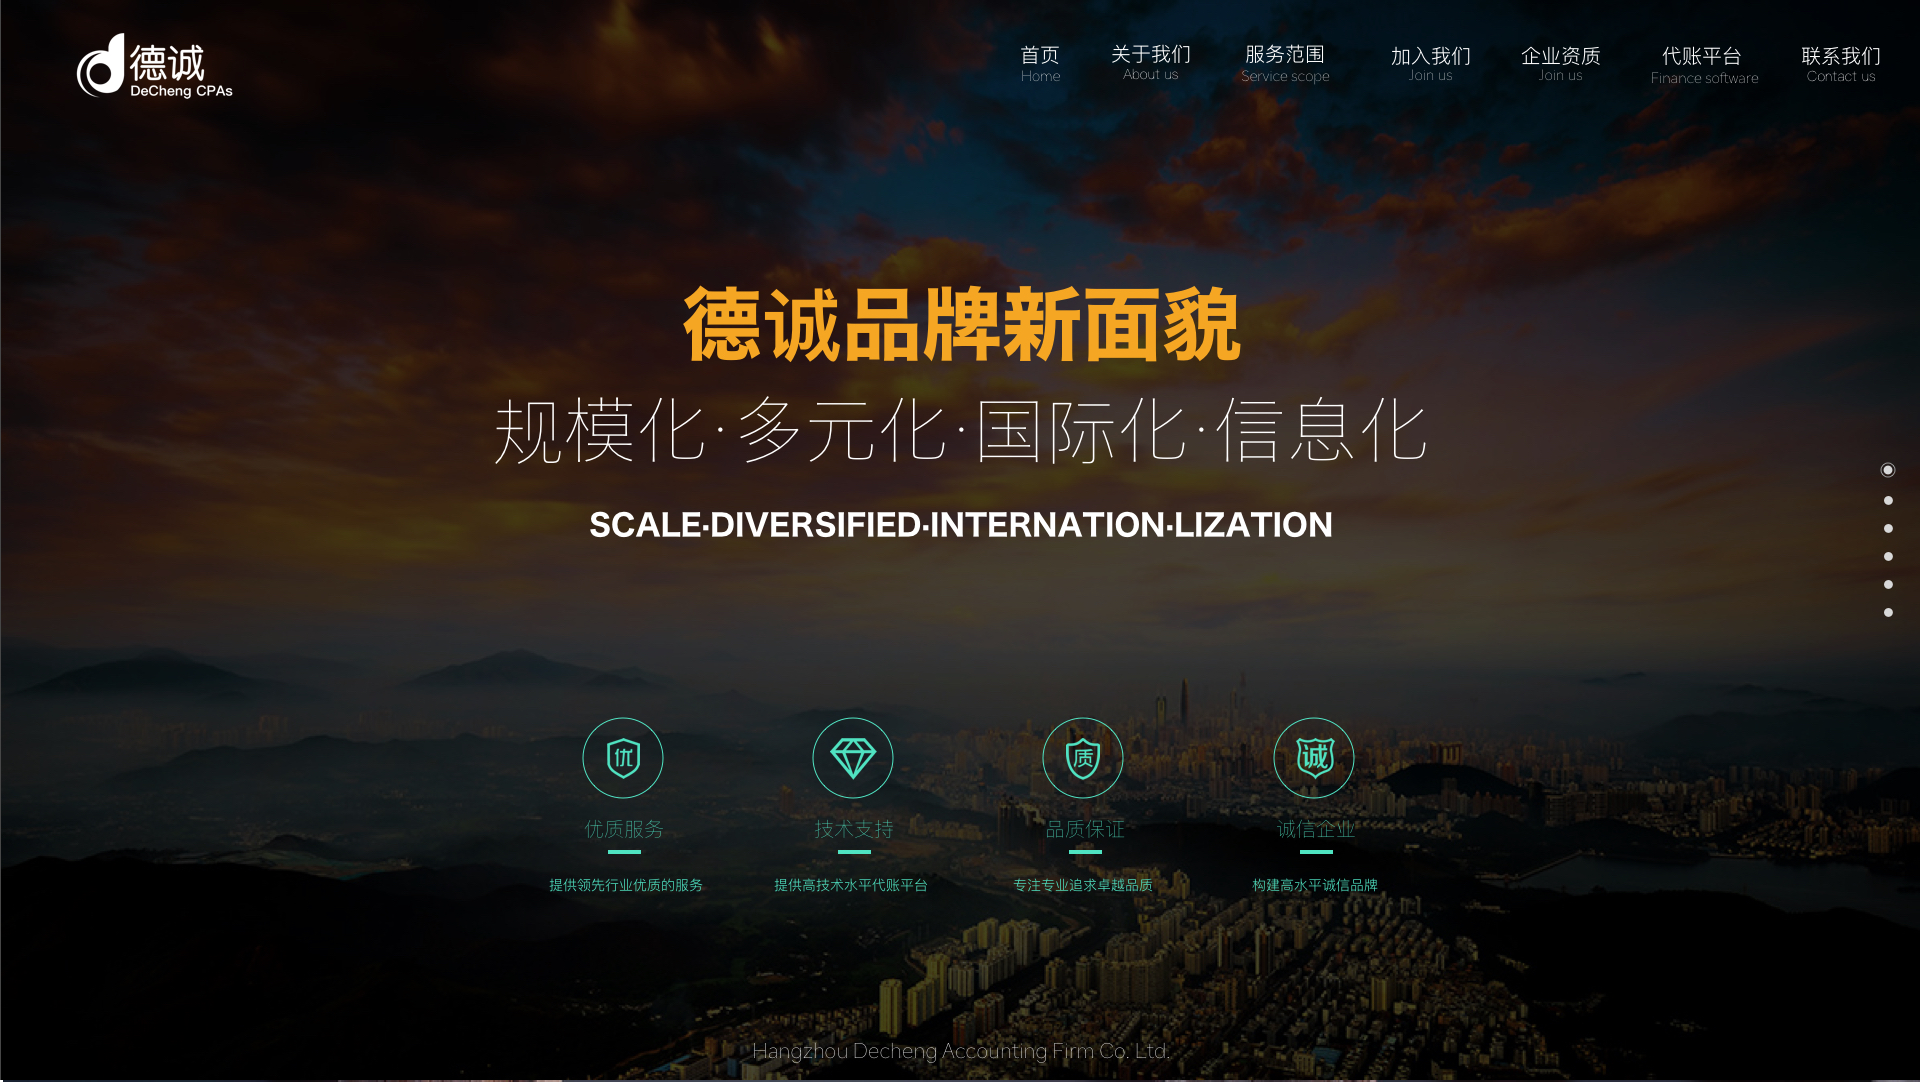 德诚
DeCheng CPAs
首页
Home
关于我们
About us
服务范围
Service scope
加入我们
Join us
企业资质
Join us
代账平台
Finance software
联系我们
Contact us
德诚品牌新面貌
规模化·多元化·国际化·信息化
SCALE·DIVERSIFIED·INTERNATION·LIZATION
优
质
诚
优质服务
技术支持
品质保证
诚信企业
提供领先行业优质的服务
提供高技术水平代账平台
专注专业追求卓越品质
构建高水平诚信品牌
Hangzhou Decheng Accounting Firm Co. Ltd.